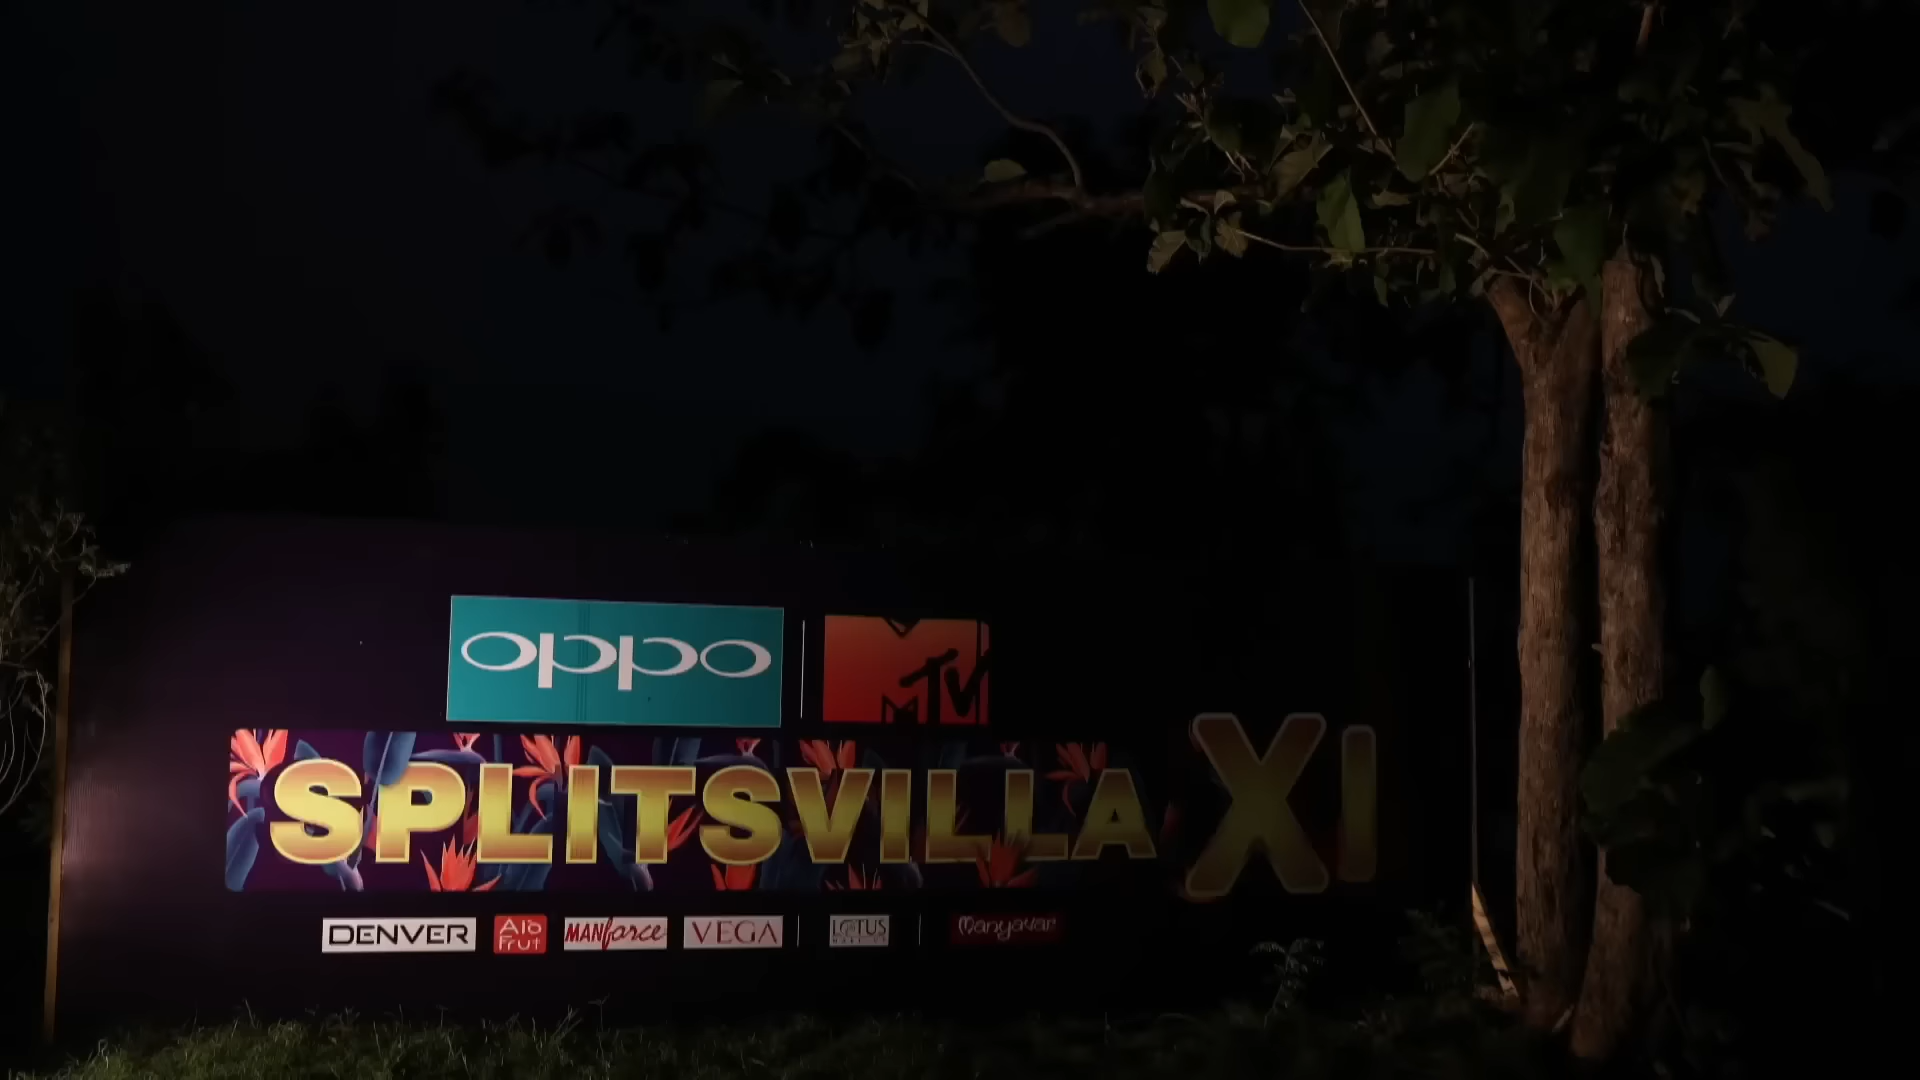 oppo MTV
SPLITSVILLA XI
DENVER Alo Frut MANforce VEGA LOTUS Manyavar